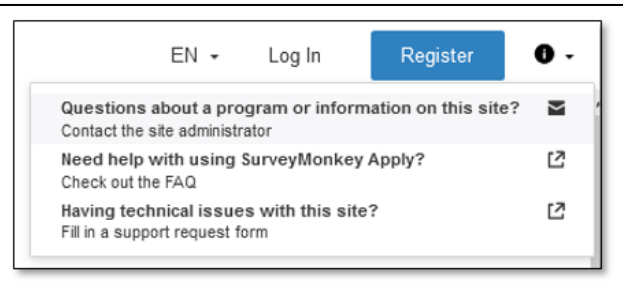 EN Log In Register
Questions about a program or information on this site?
Contact the site administrator
Need help with using SurveyMonkey Apply?
Check out the FAQ
Having technical issues with this site?
Fill in a support request form